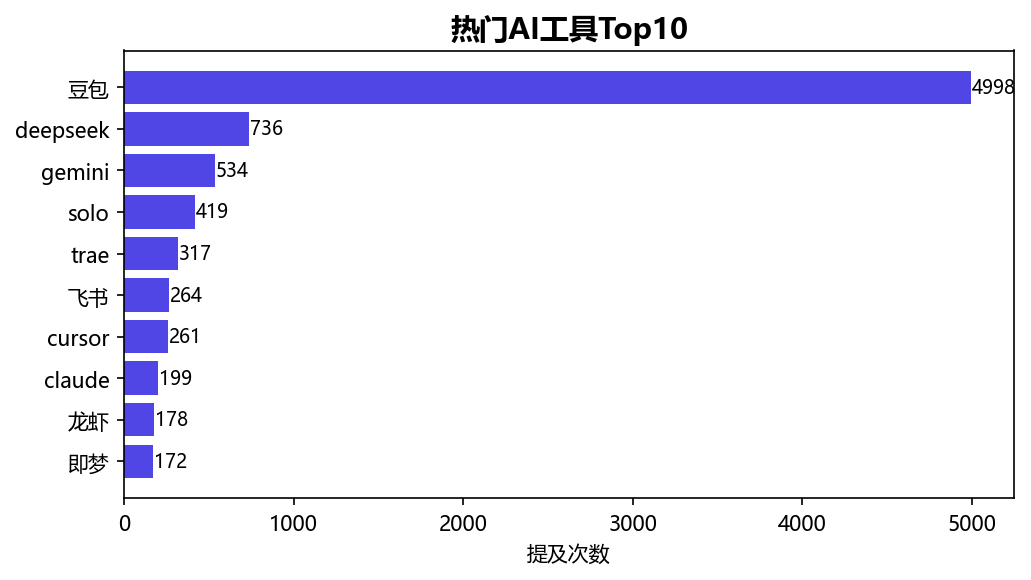 热门AI工具Top10
豆包 4998
deepseek 736
gemini 534
solo 419
trae 317
飞书 264
cursor 261
claude 199
龙虾 178
即梦 172
0 1000 2000 3000 4000 5000
提及次数